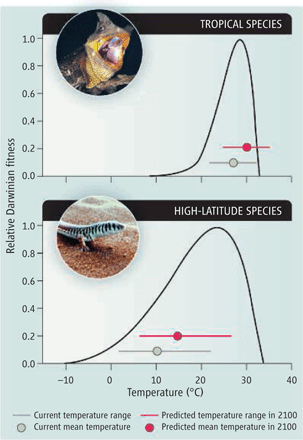 TROPICAL SPECIES
1.0
0.8
0.6
0.4
0.2
0.0
Relative Darwinian fitness
HIGH-LATITUDE SPECIES
1.0
0.8
0.6
0.4
0.2
0.0
–10 0 10 20 30 40
Temperature (°C)
Current temperature range Predicted temperature range in 2100
Current mean temperature Predicted mean temperature in 2100